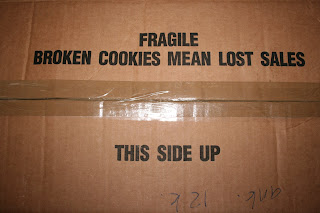 FRAGILE
BROKEN COOKIES MEAN LOST SALES
THIS SIDE UP